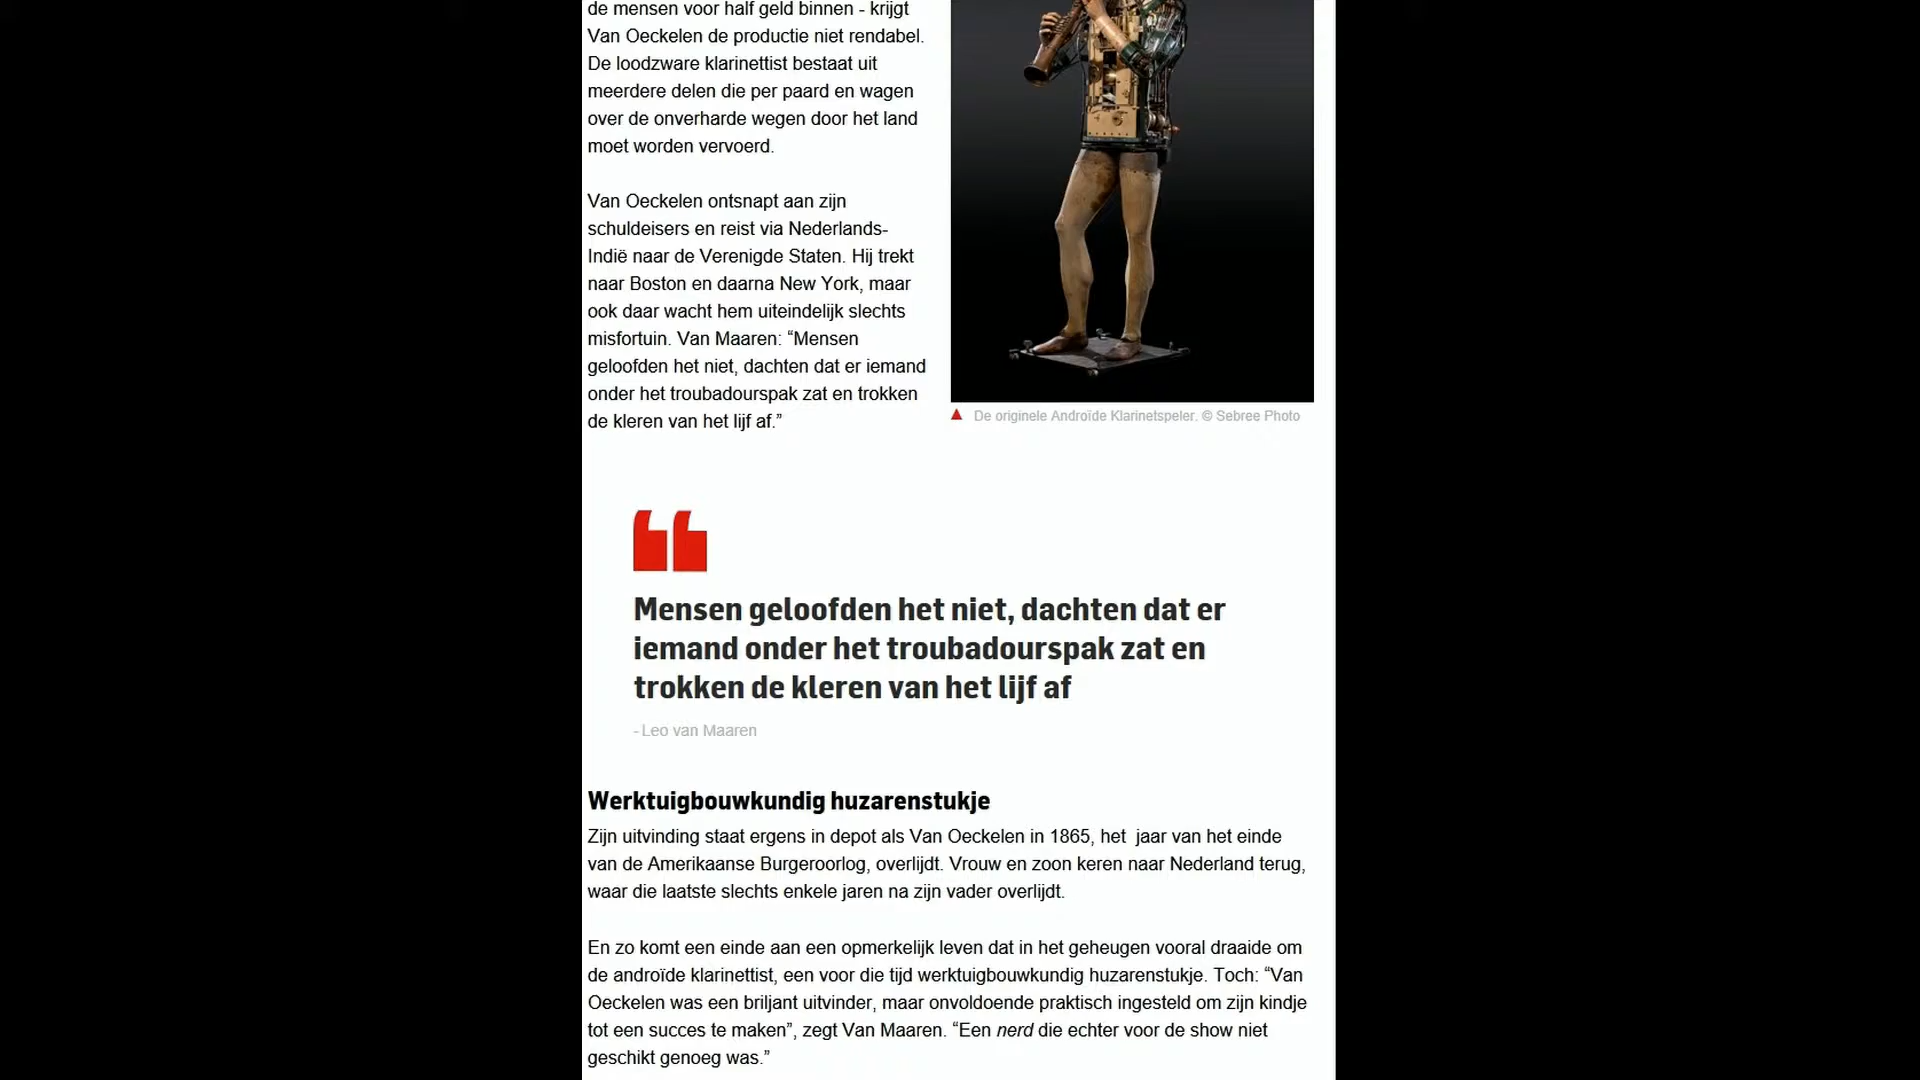 de mensen voor half geld binnen - krijgt
Van Oeckelen de productie niet rendabel.
De loodzware klarinettist bestaat uit
meerdere delen die per paard en wagen
over de onverharde wegen door het land
moet worden vervoerd.
Van Oeckelen ontsnapt aan zijn
schuldeisers en reist via Nederlands-
Indië naar de Verenigde Staten. Hij trekt
naar Boston en daarna New York, maar
ook daar wacht hem uiteindelijk slechts
misfortuin. Van Maaren: “Mensen
geloofden het niet, dachten dat er iemand
onder het troubadourspak zat en trokken
de kleren van het lijf af.”
De originele Androïde Klarinetspeler. © Sebree Photo
Mensen geloofden het niet, dachten dat er
iemand onder het troubadourspak zat en
trokken de kleren van het lijf af
- Leo van Maaren
Werktuigbouwkundig huzarenstukje
Zijn uitvinding staat ergens in depot als Van Oeckelen in 1865, het jaar van het einde
van de Amerikaanse Burgeroorlog, overlijdt. Vrouw en zoon keren naar Nederland terug,
waar die laatste slechts enkele jaren na zijn vader overlijdt.
En zo komt een einde aan een opmerkelijk leven dat in het geheugen vooral draaide om
de androïde klarinettist, een voor die tijd werktuigbouwkundig huzarenstukje. Toch: “Van
Oeckelen was een briljant uitvinder, maar onvoldoende praktisch ingesteld om zijn kindje
tot een succes te maken”, zegt Van Maaren. “Een nerd die echter voor de show niet
geschikt genoeg was.”